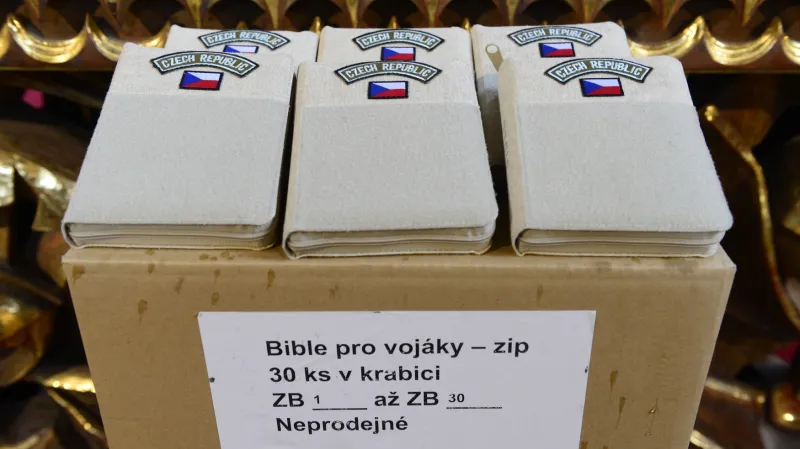 CZECH REPUBLIC
CZECH REPUBLIC
CZECH REPUBLIC
CZECH REPUBLIC
CZECH REPUBLIC
CZECH REPUBLIC
Bible pro vojáky – zip
30 ks v krabici
ZB 1 až ZB 30
Neprodejné